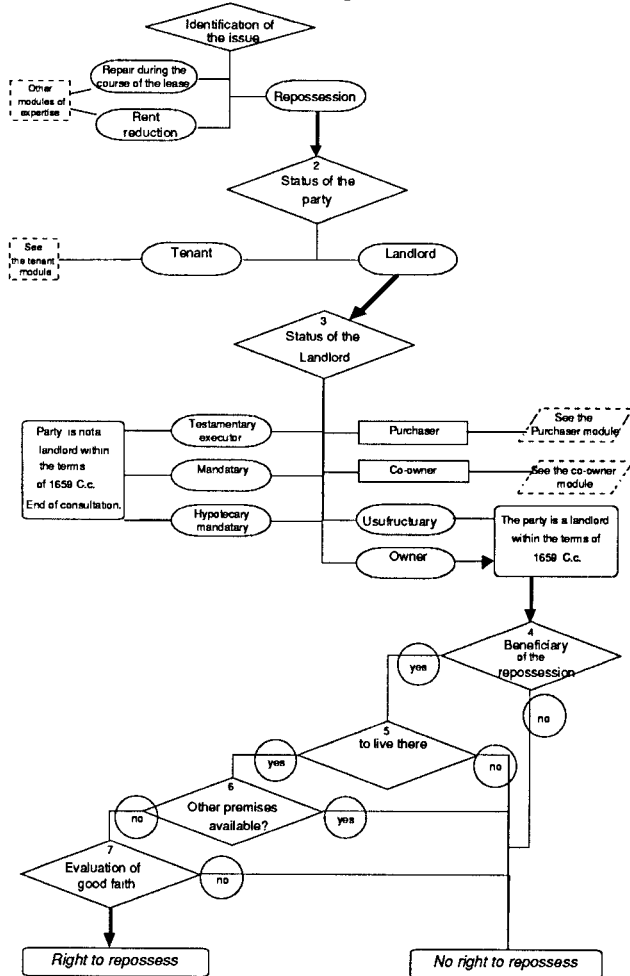 Identification of
the issue
Repair during the
course of the lease
Other
modules of
expertise
Repossession
Rent
reduction
2
Status of the
party
See
the tenant
module
Tenant
Landlord
3
Status of the
Landlord
Party is not a
landlord within
the terms
of 1659 C.c.
End of consultation.
Testamentary
executor
Purchaser
See the
Purchaser module
Mandatary
Co-owner
See the co-owner
module
Hypotecary
mandatary
Usufructuary
The party is a landlord
within the terms of
1659 C.c.
Owner
4
Beneficiary
of the
repossession
yes
no
5
to live there
yes
no
6
Other premises
available?
no
yes
7
Evaluation of
good faith
no
Right to repossess
No right to repossess